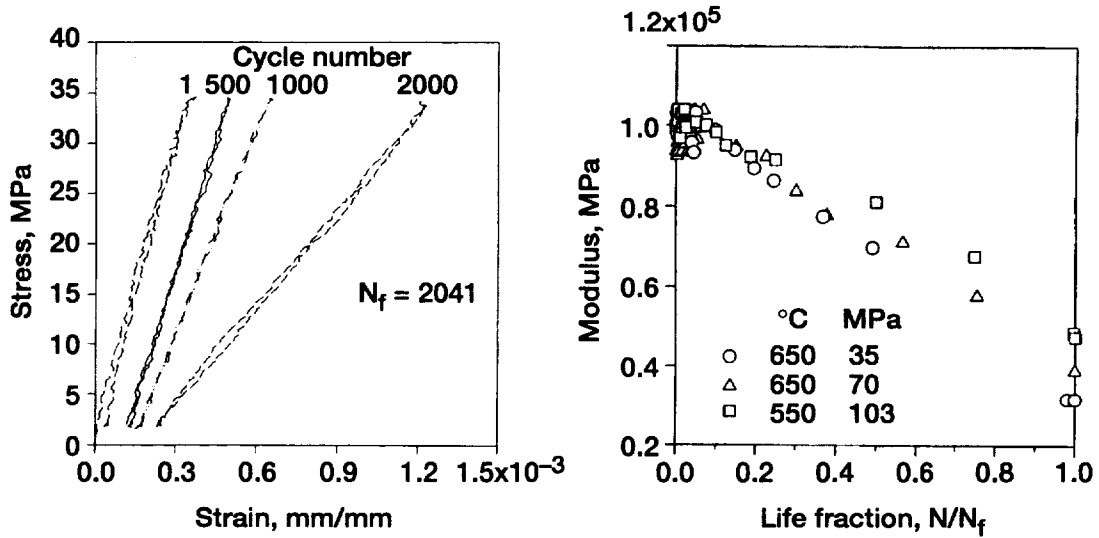 40
35
30
25
20
15
10
5
0
Stress, MPa
Cycle number
1 500 1000 2000
N_f = 2041
0.0 0.3 0.6 0.9 1.2 1.5x10⁻³
Strain, mm/mm
1.2x10⁵
1.0
0.8
0.6
0.4
0.2
Modulus, MPa
°C MPa
650 35
650 70
550 103
0.0 0.2 0.4 0.6 0.8 1.0
Life fraction, N/N_f